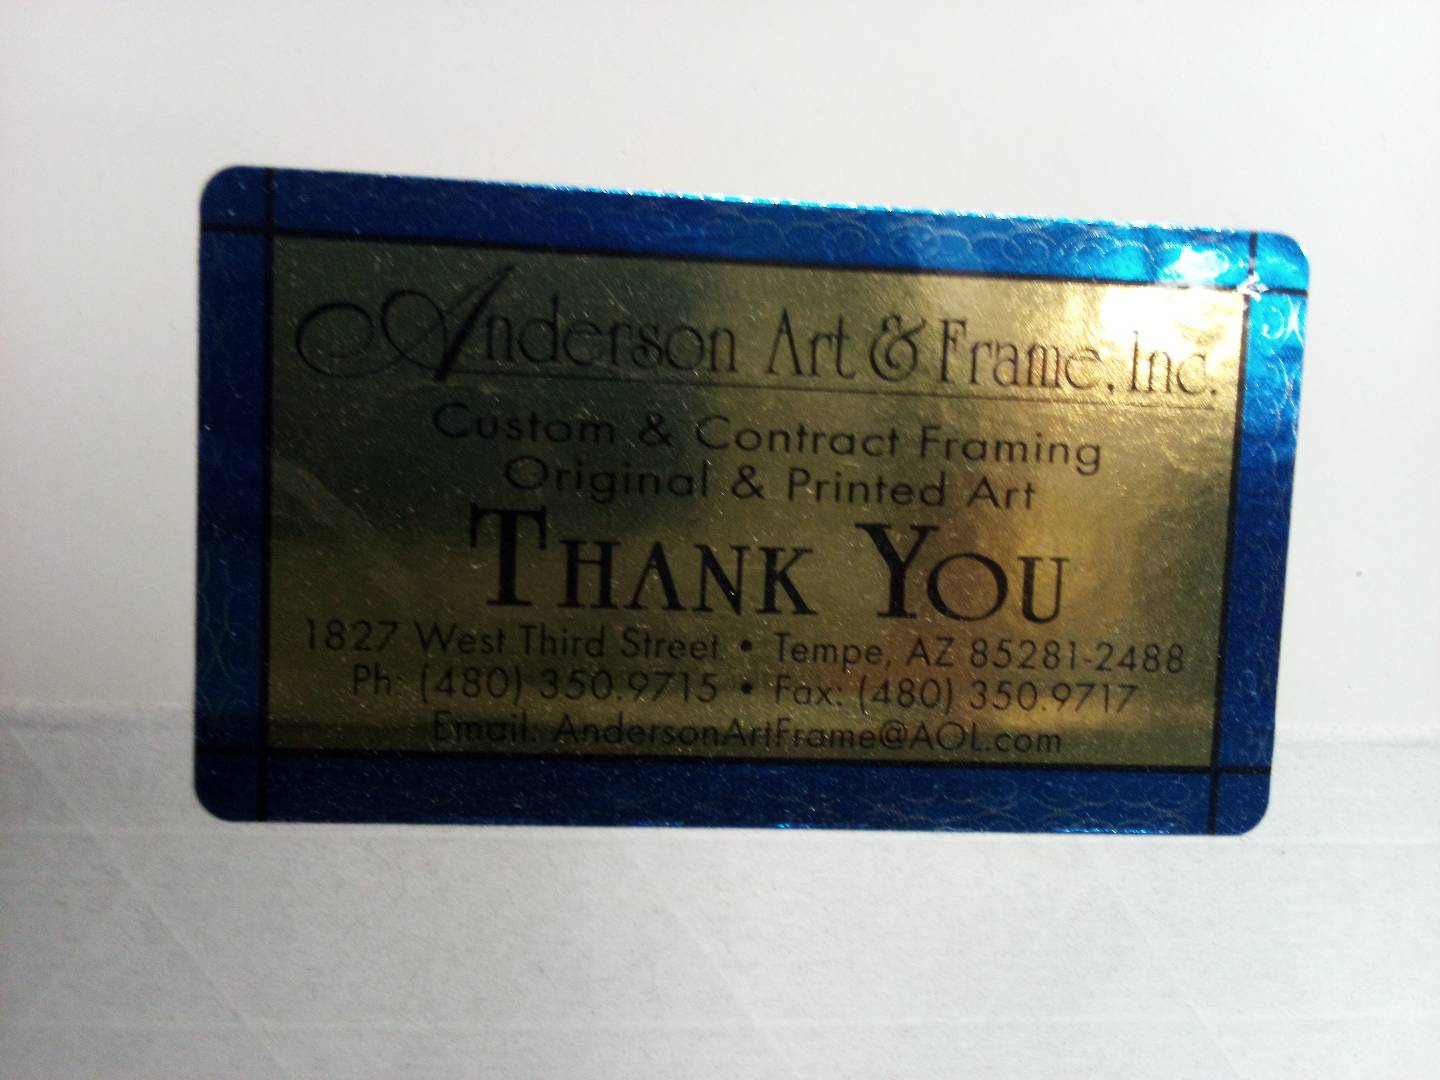 Anderson Art & Frame, Inc.
Custom & Contract Framing
Original & Printed Art
THANK YOU
1827 West Third Street • Tempe, AZ 85281-2488
Ph: (480) 350.9715 • Fax: (480) 350.9717
Email: AndersonArtFrame@AOL.com